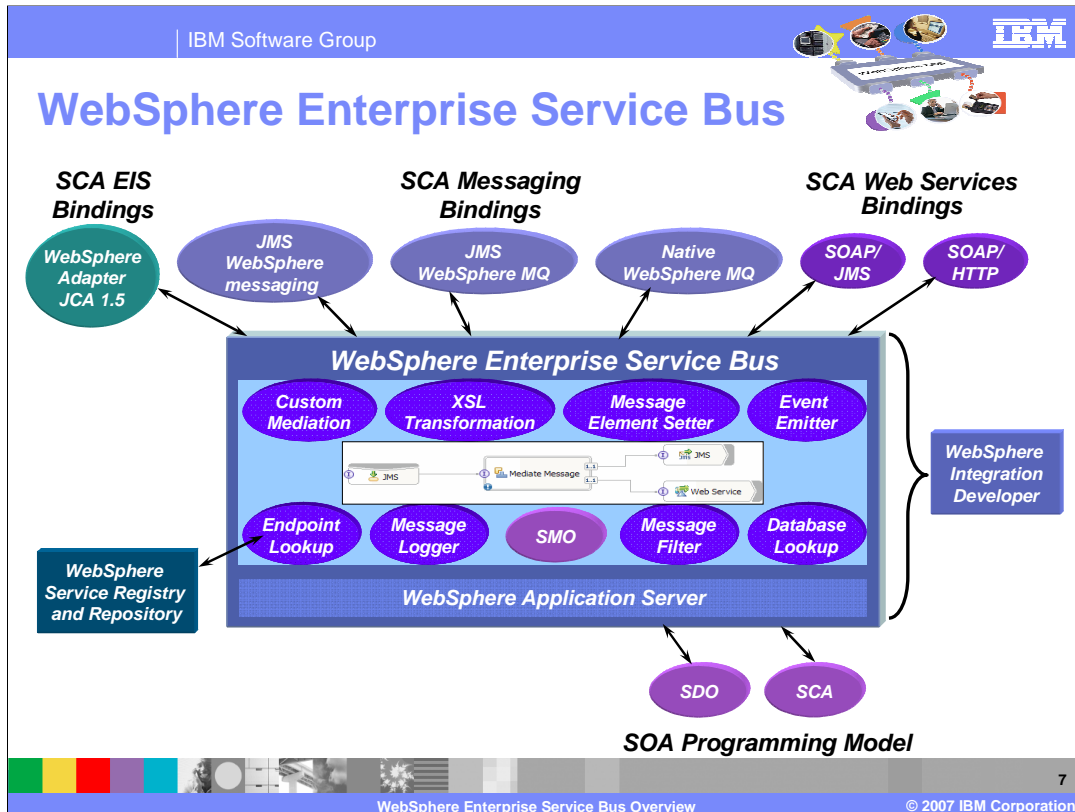 IBM Software Group
IBM
WebSphere Enterprise Service Bus
SCA EIS
Bindings
SCA Messaging
Bindings
SCA Web Services
Bindings
WebSphere
Adapter
JCA 1.5
JMS
WebSphere
messaging
JMS
WebSphere MQ
Native
WebSphere MQ
SOAP/
JMS
SOAP/
HTTP
WebSphere Enterprise Service Bus
Custom
Mediation
XSL
Transformation
Message
Element Setter
Event
Emitter
JMS
Mediate Message
1..1
1..1
JMS
Web Service
Endpoint
Lookup
Message
Logger
SMO
Message
Filter
Database
Lookup
WebSphere Application Server
WebSphere
Integration
Developer
WebSphere
Service Registry
and Repository
SDO
SCA
SOA Programming Model
7
WebSphere Enterprise Service Bus Overview
© 2007 IBM Corporation